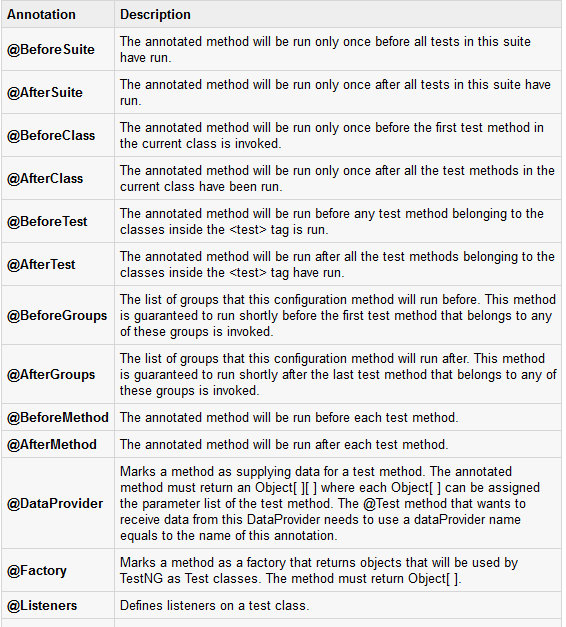 Annotation Description
@BeforeSuite The annotated method will be run only once before all tests in this suite
have run.
@AfterSuite The annotated method will be run only once after all tests in this suite have
run.
@BeforeClass The annotated method will be run only once before the first test method in
the current class is invoked.
@AfterClass The annotated method will be run only once after all the test methods in the
current class have been run.
@BeforeTest The annotated method will be run before any test method belonging to the
classes inside the <test> tag is run.
@AfterTest The annotated method will be run after all the test methods belonging to the
classes inside the <test> tag have run.
@BeforeGroups The list of groups that this configuration method will run before. This method
is guaranteed to run shortly before the first test method that belongs to any
of these groups is invoked.
@AfterGroups The list of groups that this configuration method will run after. This method
is guaranteed to run shortly after the last test method that belongs to any of
these groups is invoked.
@BeforeMethod The annotated method will be run before each test method.
@AfterMethod The annotated method will be run after each test method.
@DataProvider Marks a method as supplying data for a test method. The annotated
method must return an Object[ ][ ] where each Object[ ] can be assigned
the parameter list of the test method. The @Test method that wants to
receive data from this DataProvider needs to use a dataProvider name
equals to the name of this annotation.
@Factory Marks a method as a factory that returns objects that will be used by
TestNG as Test classes. The method must return Object[ ].
@Listeners Defines listeners on a test class.